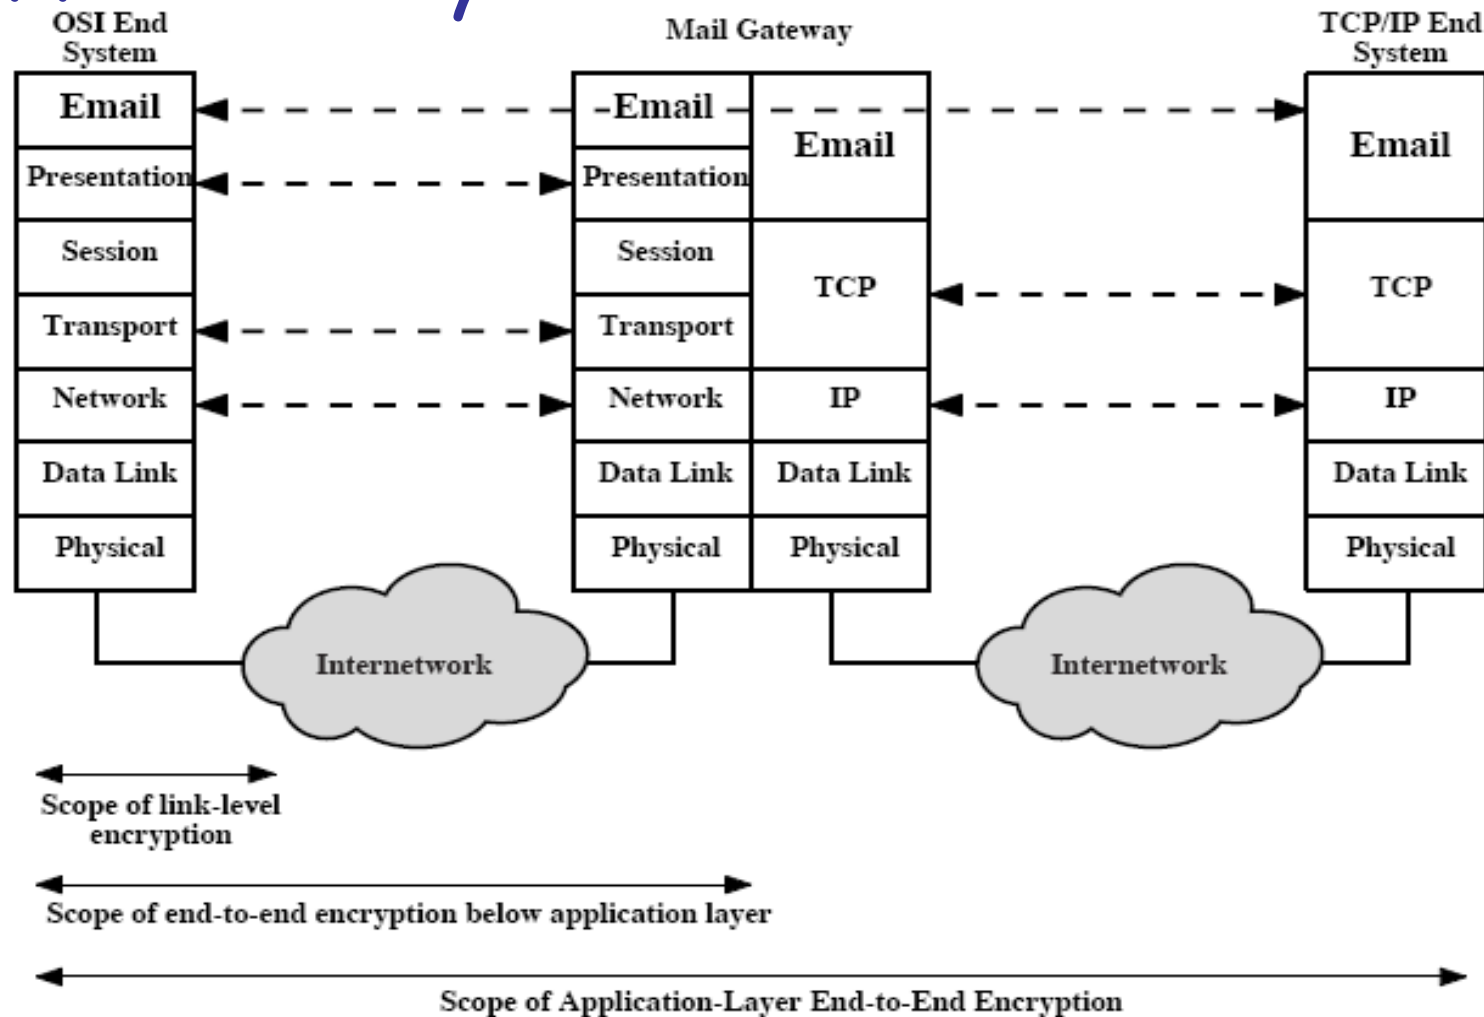 OSI End
System
Mail Gateway
TCP/IP End
System
Email
Presentation
Session
Transport
Network
Data Link
Physical
Email
Presentation
Session
Transport
Network
Data Link
Physical
Email
TCP
IP
Data Link
Physical
Email
TCP
IP
Data Link
Physical
Internetwork
Internetwork
Scope of link-level
encryption
Scope of end-to-end encryption below application layer
Scope of Application-Layer End-to-End Encryption